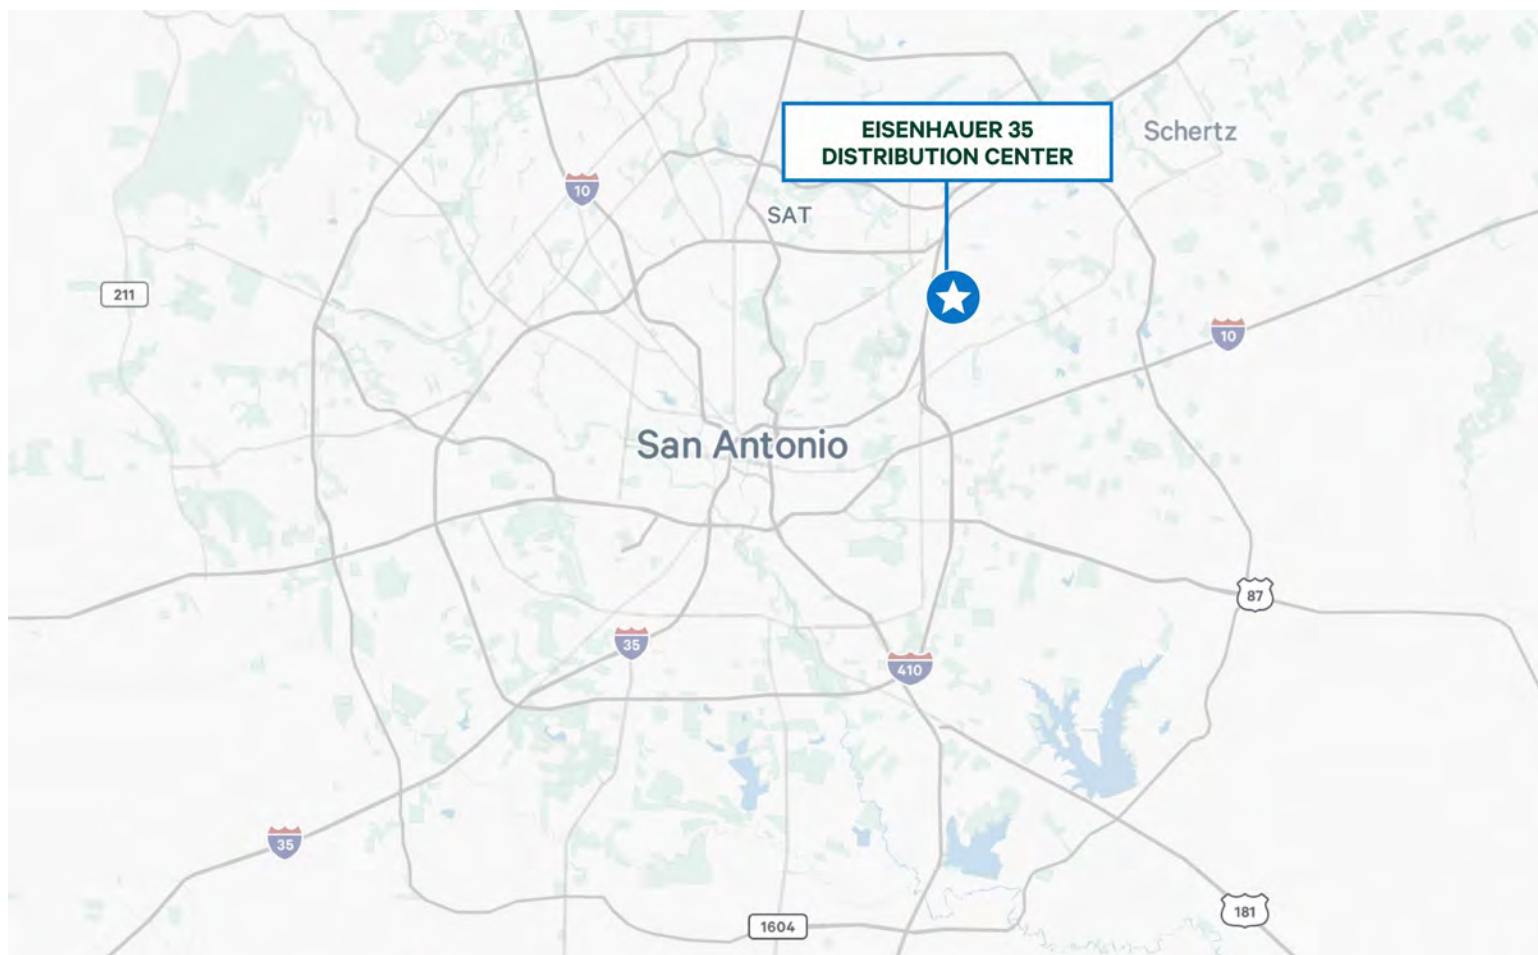 EISENHAUER 35
DISTRIBUTION CENTER
Schertz
10
SAT
211
10
San Antonio
87
35
410
35
181
1604